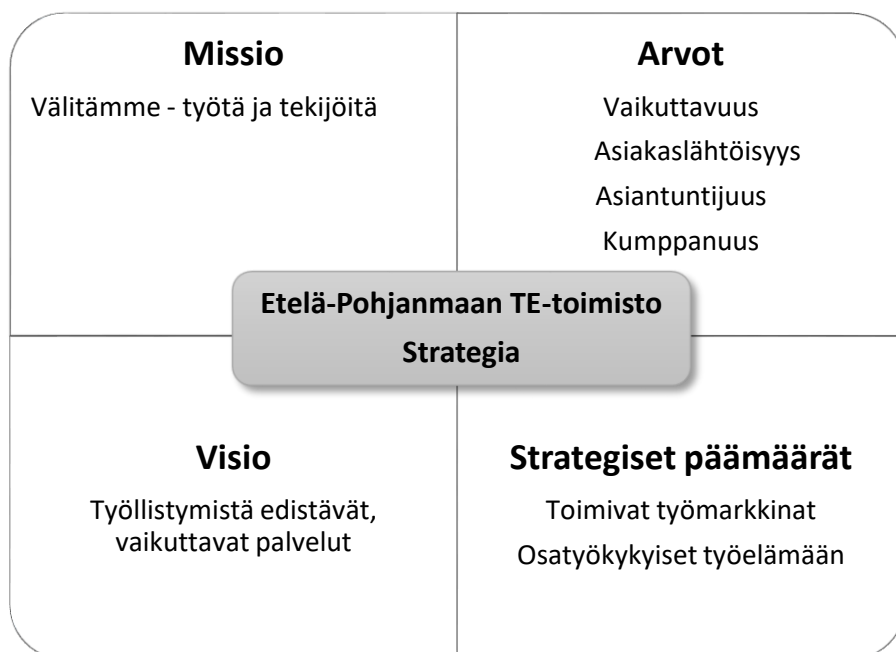 Missio
Välitämme - työtä ja tekijöitä
Arvot
Vaikuttavuus
Asiakaslähtöisyys
Asiantuntijuus
Kumppanuus
Etelä-Pohjanmaan TE-toimisto
Strategia
Visio
Työllistymistä edistävät,
vaikuttavat palvelut
Strategiset päämäärät
Toimivat työmarkkinat
Osatyökykyiset työelämään